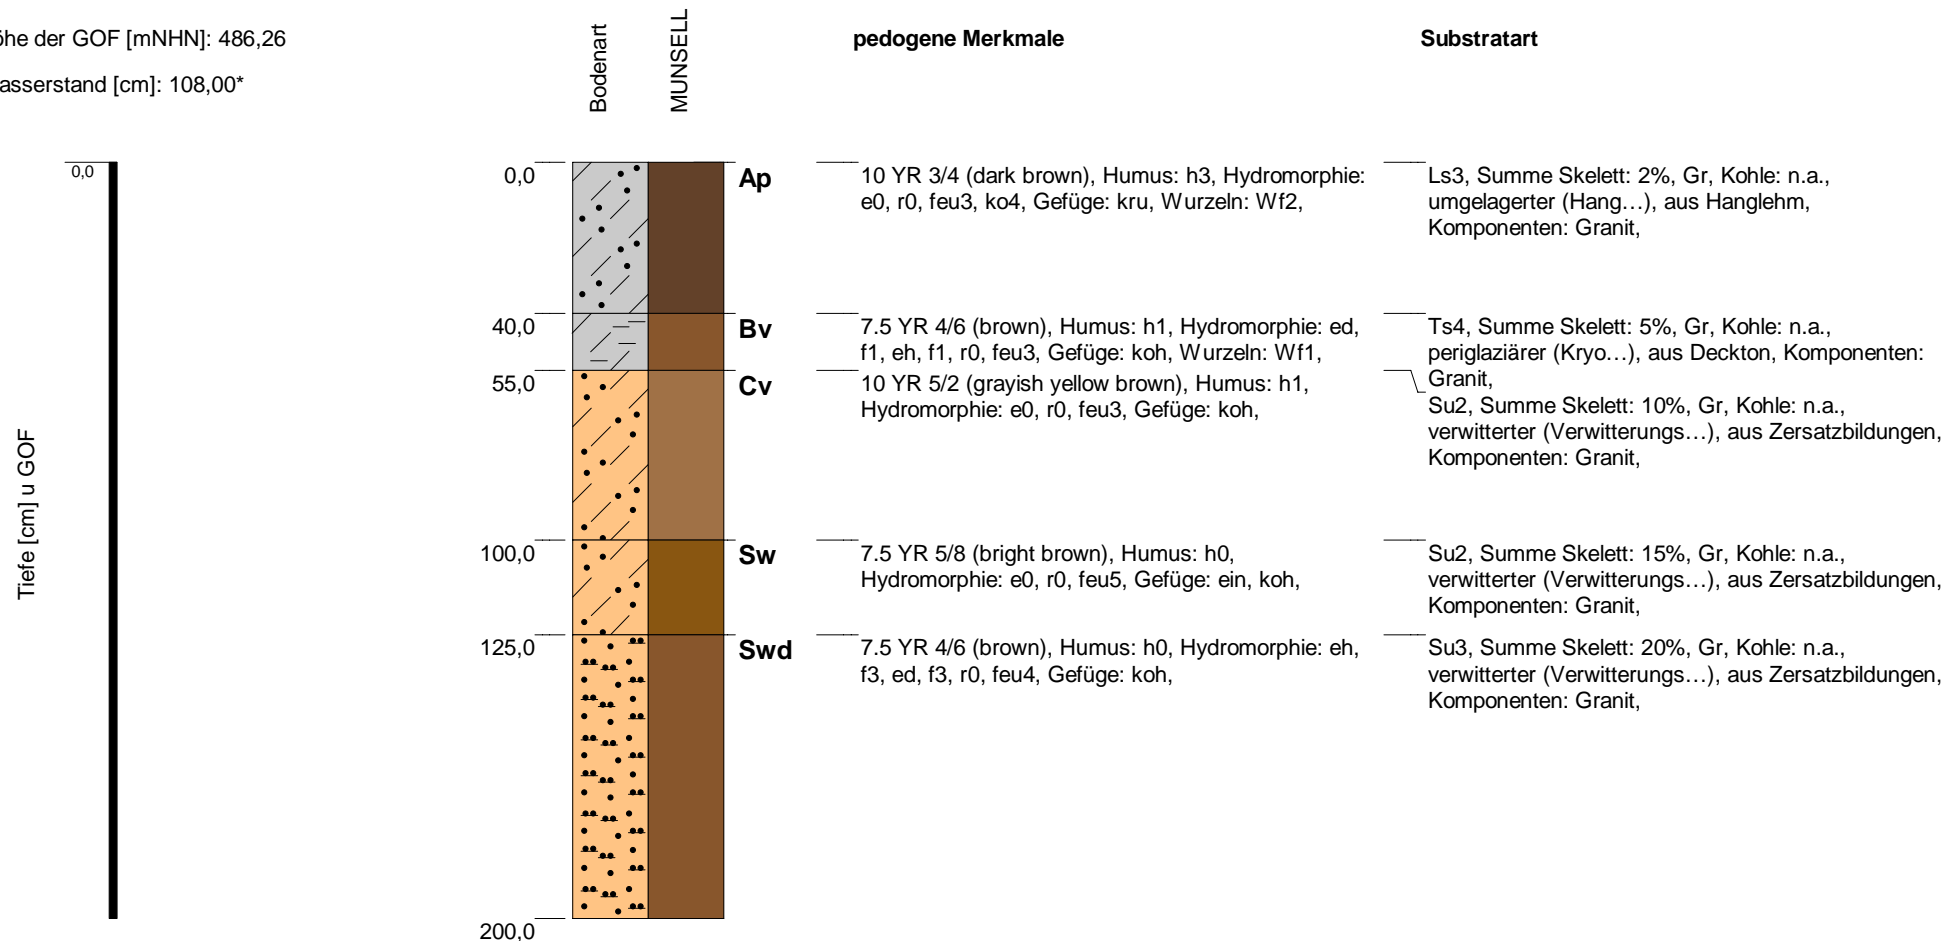 öhe der GOF [mNHN]: 486,26
asserstand [cm]: 108,00*
Bodenart
MUNSELL
pedogene Merkmale
Substratart
Tiefe [cm] u GOF
0,0
0,0
Ap
10 YR 3/4 (dark brown), Humus: h3, Hydromorphie:
e0, r0, feu3, ko4, Gefüge: kru, Wurzeln: Wf2,
Ls3, Summe Skelett: 2%, Gr, Kohle: n.a.,
umgelagerter (Hang…), aus Hanglehm,
Komponenten: Granit,
40,0
Bv
7.5 YR 4/6 (brown), Humus: h1, Hydromorphie: ed,
f1, eh, f1, r0, feu3, Gefüge: koh, Wurzeln: Wf1,
Ts4, Summe Skelett: 5%, Gr, Kohle: n.a.,
periglaziärer (Kryo…), aus Deckton, Komponenten:
Granit,
55,0
Cv
10 YR 5/2 (grayish yellow brown), Humus: h1,
Hydromorphie: e0, r0, feu3, Gefüge: koh,
Su2, Summe Skelett: 10%, Gr, Kohle: n.a.,
verwitterter (Verwitterungs…), aus Zersatzbildungen,
Komponenten: Granit,
100,0
Sw
7.5 YR 5/8 (bright brown), Humus: h0,
Hydromorphie: e0, r0, feu5, Gefüge: ein, koh,
Su2, Summe Skelett: 15%, Gr, Kohle: n.a.,
verwitterter (Verwitterungs…), aus Zersatzbildungen,
Komponenten: Granit,
125,0
Swd
7.5 YR 4/6 (brown), Humus: h0, Hydromorphie: eh,
f3, ed, f3, r0, feu4, Gefüge: koh,
Su3, Summe Skelett: 20%, Gr, Kohle: n.a.,
verwitterter (Verwitterungs…), aus Zersatzbildungen,
Komponenten: Granit,
200,0